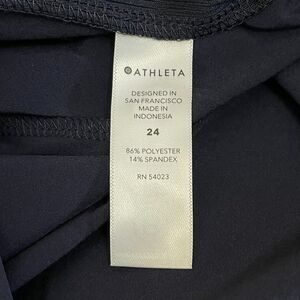 ATHLETA
DESIGNED IN
SAN FRANCISCO
MADE IN
INDONESIA
24
86% POLYESTER
14% SPANDEX
RN 54023